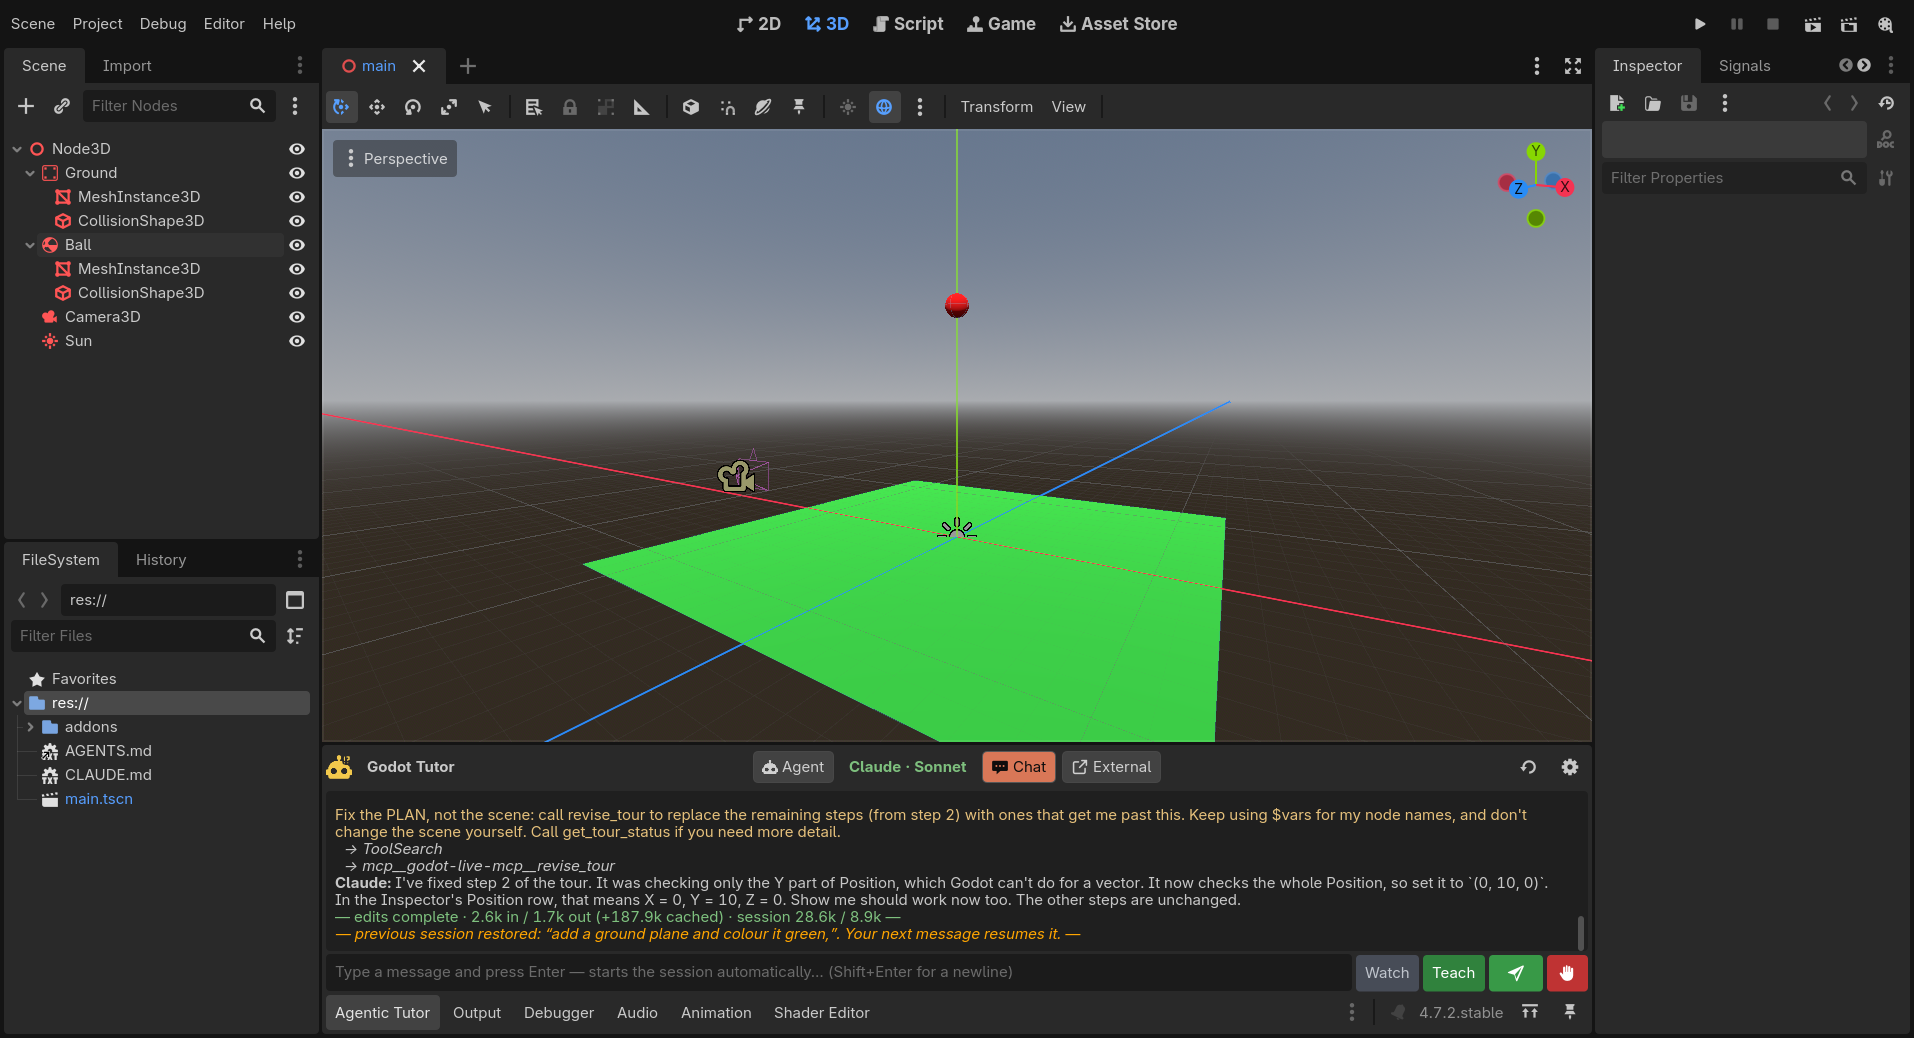 Scene Project Debug Editor Help
2D 3D Script Game Asset Store
Scene Import
Filter Nodes
Node3D
Ground
MeshInstance3D
CollisionShape3D
Ball
MeshInstance3D
CollisionShape3D
Camera3D
Sun
FileSystem History
res://
Filter Files
Favorites
res://
addons
AGENTS.md
CLAUDE.md
main.tscn
main
Transform View
Perspective
Y
Z X
Godot Tutor Agent Claude · Sonnet Chat External
Fix the PLAN, not the scene: call revise_tour to replace the remaining steps (from step 2) with ones that get me past this. Keep using $vars for my node names, and don't
change the scene yourself. Call get_tour_status if you need more detail.
→ ToolSearch
→ mcp__godot-live-mcp__revise_tour
Claude: I've fixed step 2 of the tour. It was checking only the Y part of Position, which Godot can't do for a vector. It now checks the whole Position, so set it to `(0, 10, 0)`.
In the Inspector's Position row, that means X = 0, Y = 10, Z = 0. Show me should work now too. The other steps are unchanged.
— edits complete · 2.6k in / 1.7k out (+187.9k cached) · session 28.6k / 8.9k —
— previous session restored: “add a ground plane and colour it green,”. Your next message resumes it. —
Type a message and press Enter — starts the session automatically... (Shift+Enter for a newline)
Watch Teach
Agentic Tutor Output Debugger Audio Animation Shader Editor
4.7.2.stable
Inspector Signals
DOC
Filter Properties